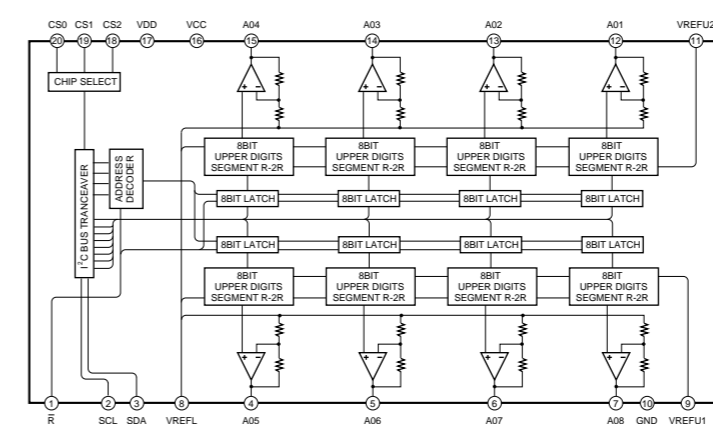 CS0 CS1 CS2 VDD VCC A04 A03 A02 A01 VREFU2
20 19 18 17 16 15 14 13 12 11
CHIP SELECT
+ − + − + − + −
8BIT UPPER DIGITS SEGMENT R-2R
8BIT UPPER DIGITS SEGMENT R-2R
8BIT UPPER DIGITS SEGMENT R-2R
8BIT UPPER DIGITS SEGMENT R-2R
I²C BUS TRANCEAVER
ADDRESS DECODER
8BIT LATCH 8BIT LATCH 8BIT LATCH 8BIT LATCH
8BIT LATCH 8BIT LATCH 8BIT LATCH 8BIT LATCH
8BIT UPPER DIGITS SEGMENT R-2R
8BIT UPPER DIGITS SEGMENT R-2R
8BIT UPPER DIGITS SEGMENT R-2R
8BIT UPPER DIGITS SEGMENT R-2R
+ − + − + − + −
1 2 3 8 4 5 6 7 10 9
R̅ SCL SDA VREFL A05 A06 A07 A08 GND VREFU1